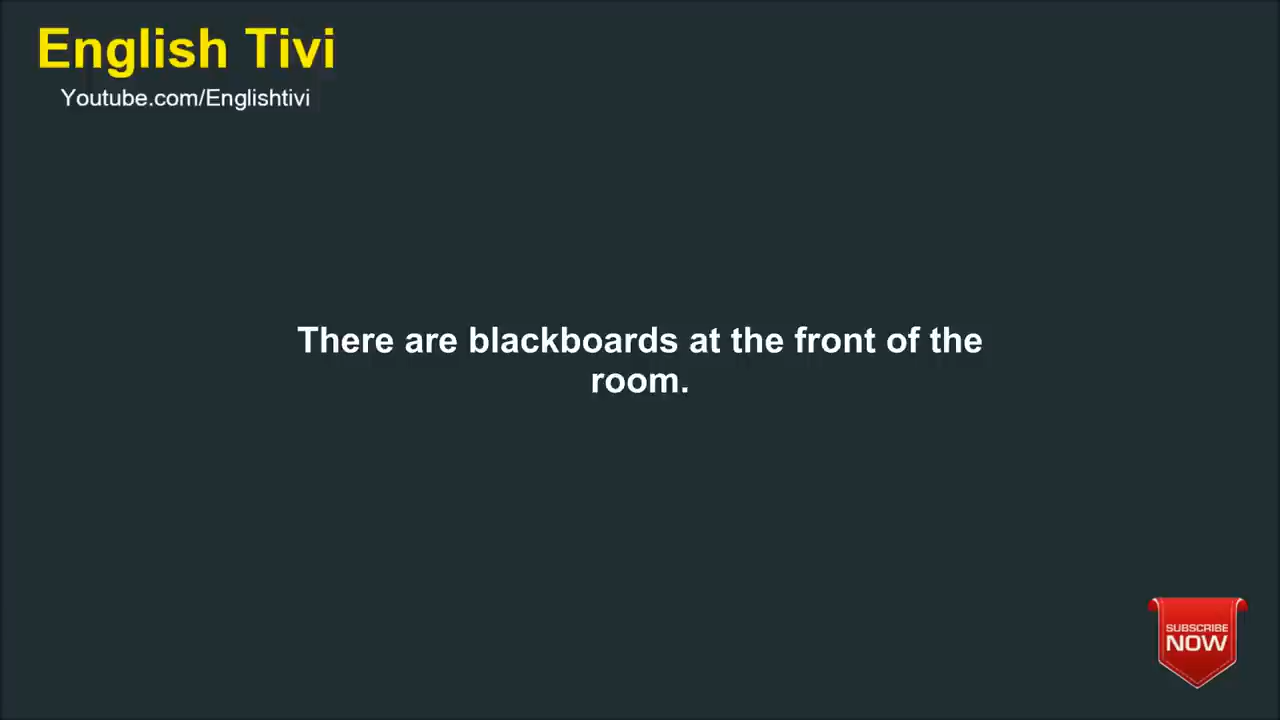 English Tivi
Youtube.com/Englishtivi
There are blackboards at the front of the
room.
SUBSCRIBE
NOW